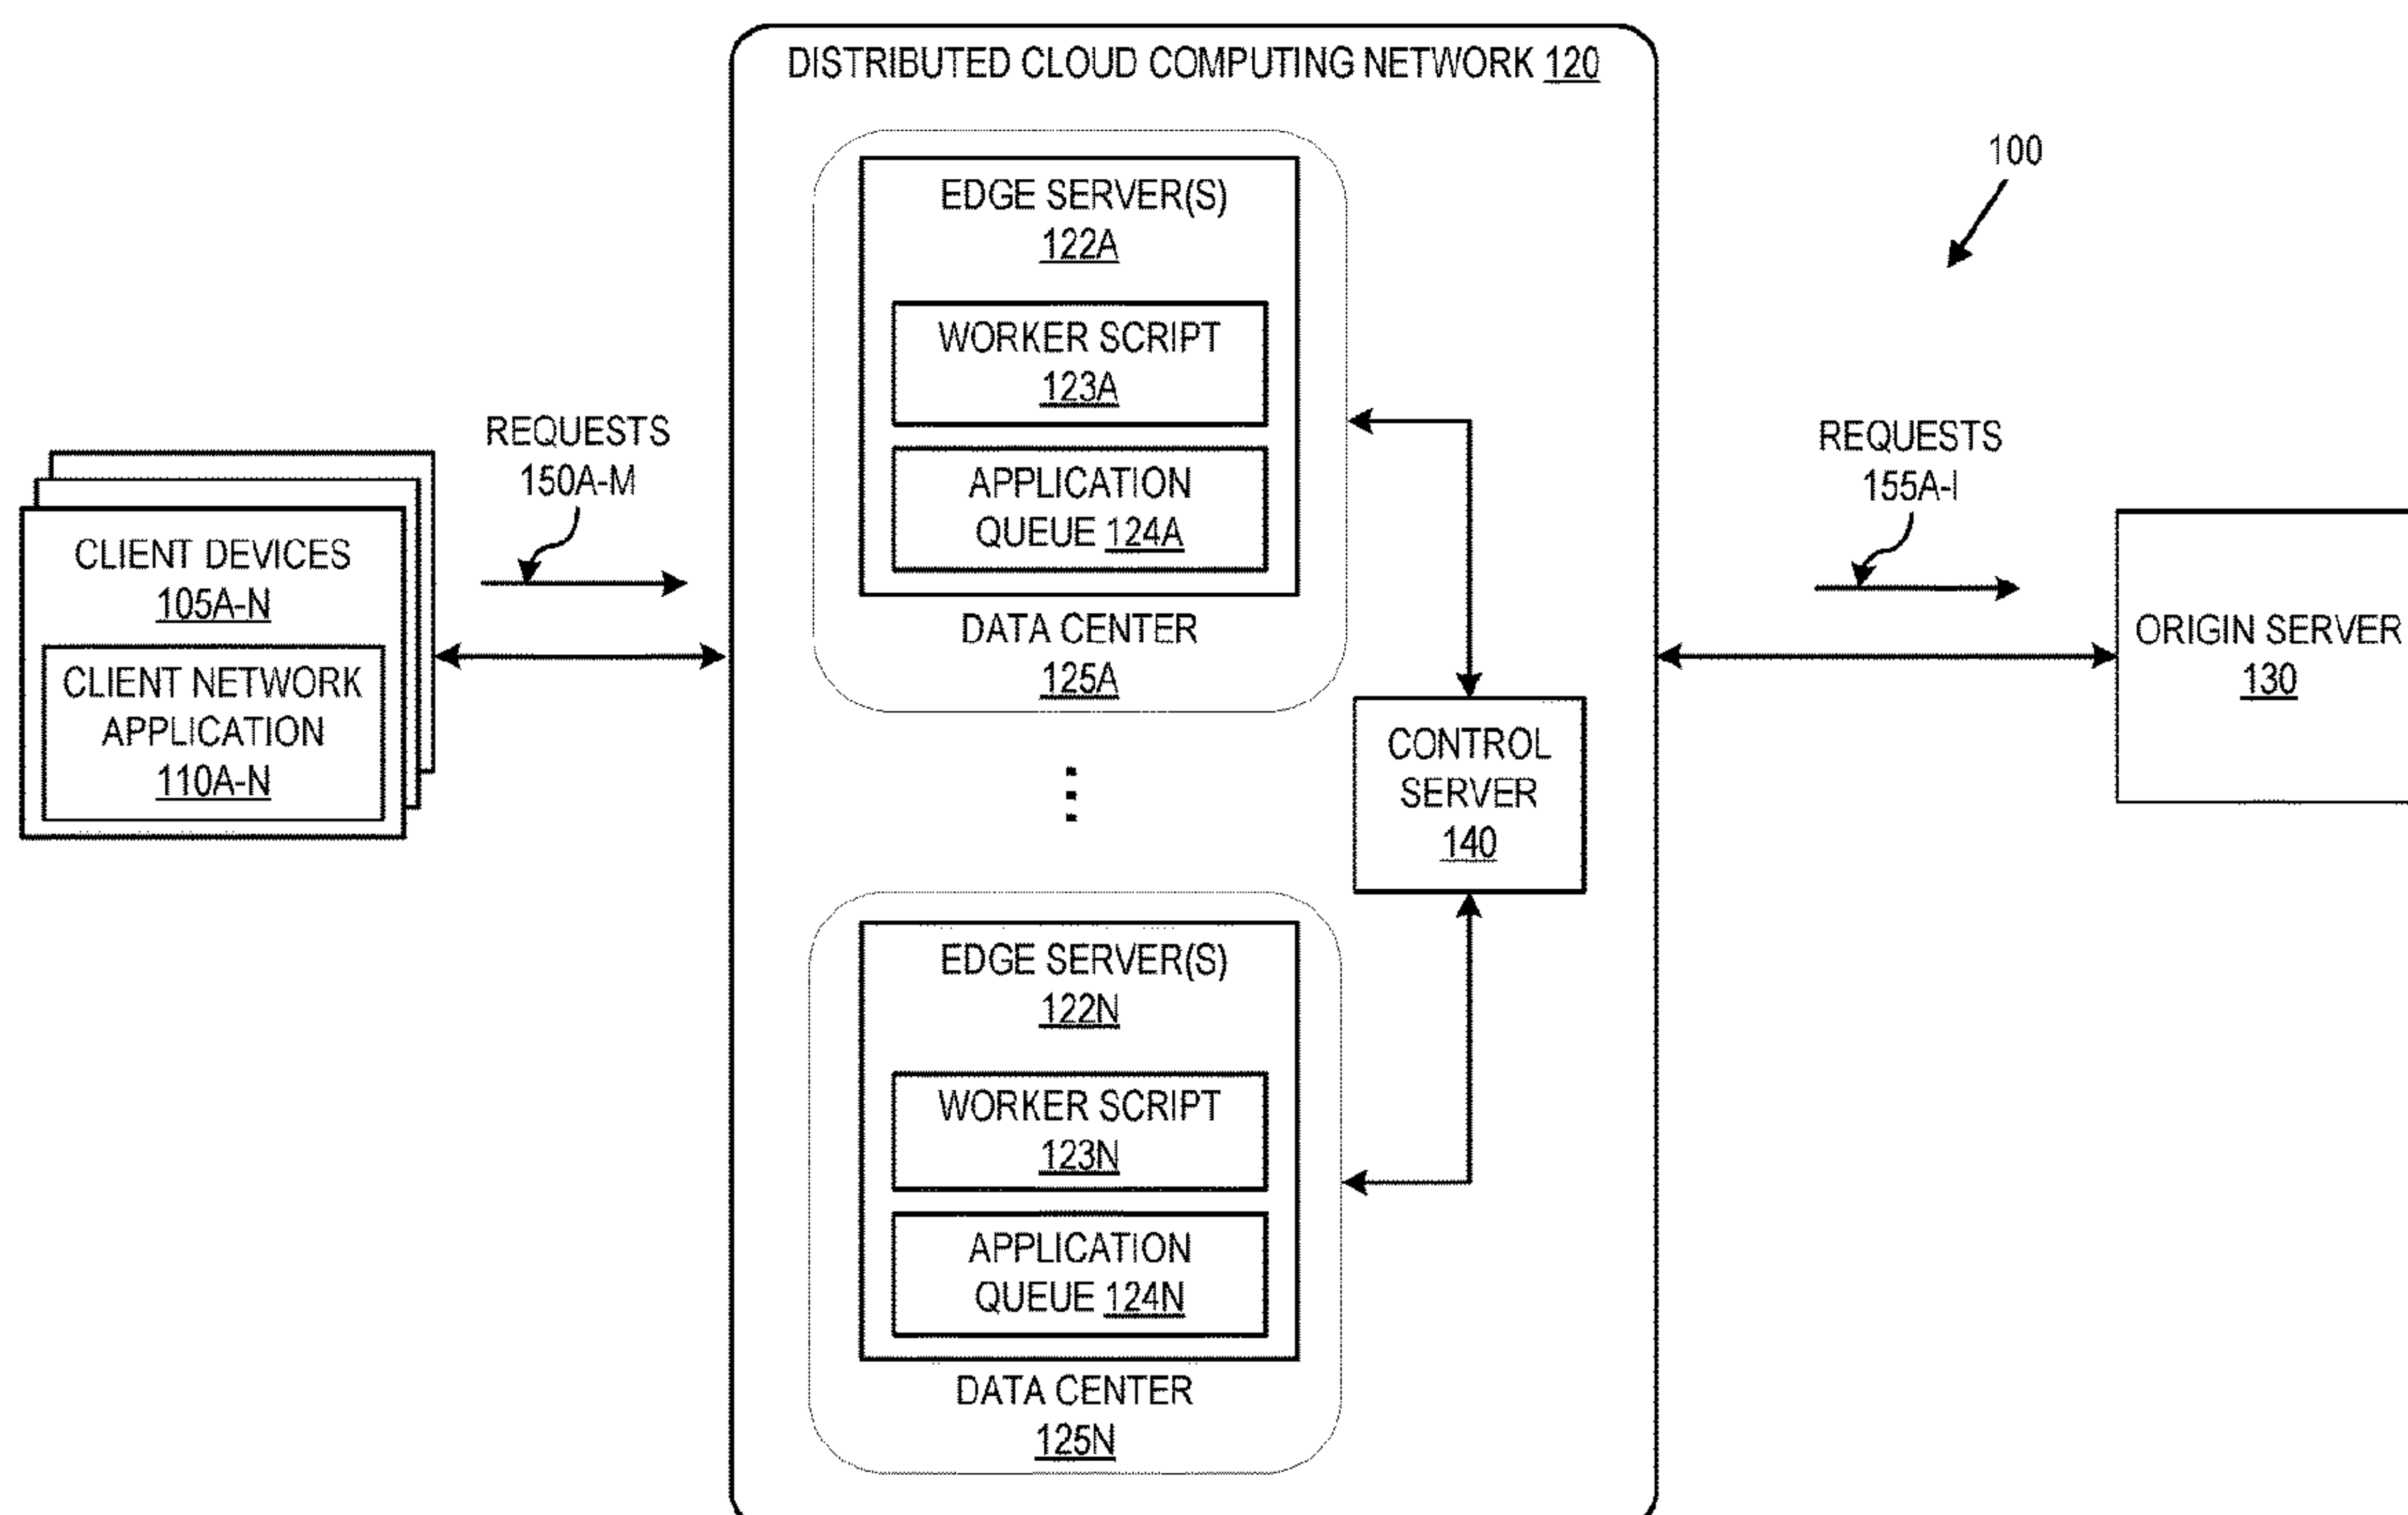 DISTRIBUTED CLOUD COMPUTING NETWORK 120
100
EDGE SERVER(S)
122A
WORKER SCRIPT
123A
APPLICATION
QUEUE 124A
DATA CENTER
125A
REQUESTS
150A-M
CLIENT DEVICES
105A-N
CLIENT NETWORK
APPLICATION
110A-N
CONTROL
SERVER
140
REQUESTS
155A-I
ORIGIN SERVER
130
EDGE SERVER(S)
122N
WORKER SCRIPT
123N
APPLICATION
QUEUE 124N
DATA CENTER
125N